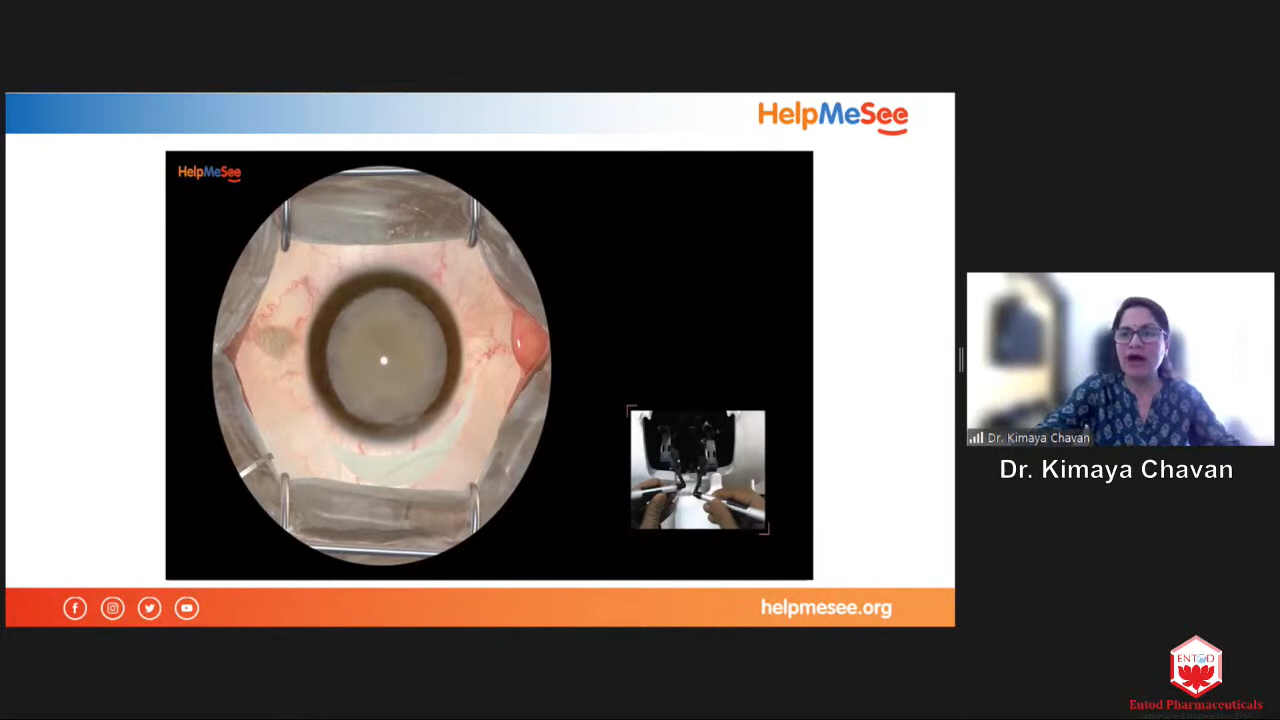 HelpMeSee
HelpMeSee
f
helpmesee.org
Dr. Kimaya Chavan
Dr. Kimaya Chavan
ENTOD
Entod Pharmaceuticals